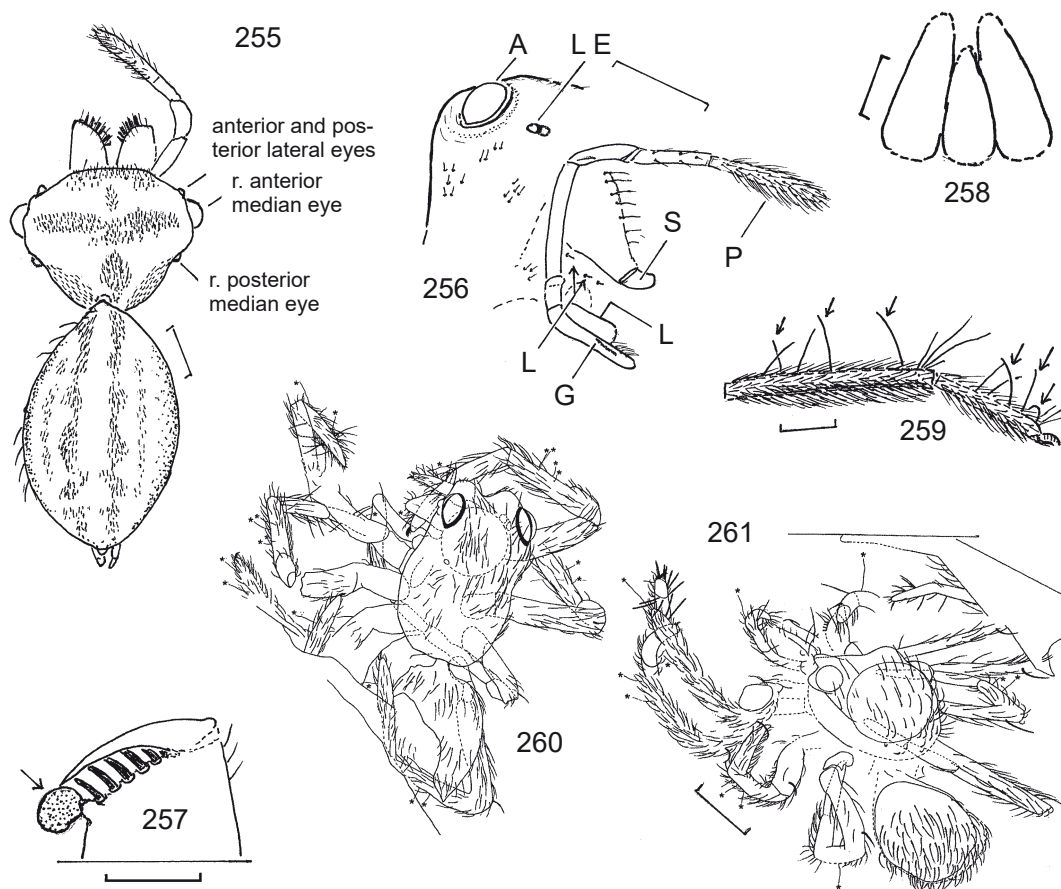 255
anterior and pos-
terior lateral eyes
r. anterior
median eye
r. posterior
median eye
A
L E
S
P
256
L
L
G
258
259
257
260
261